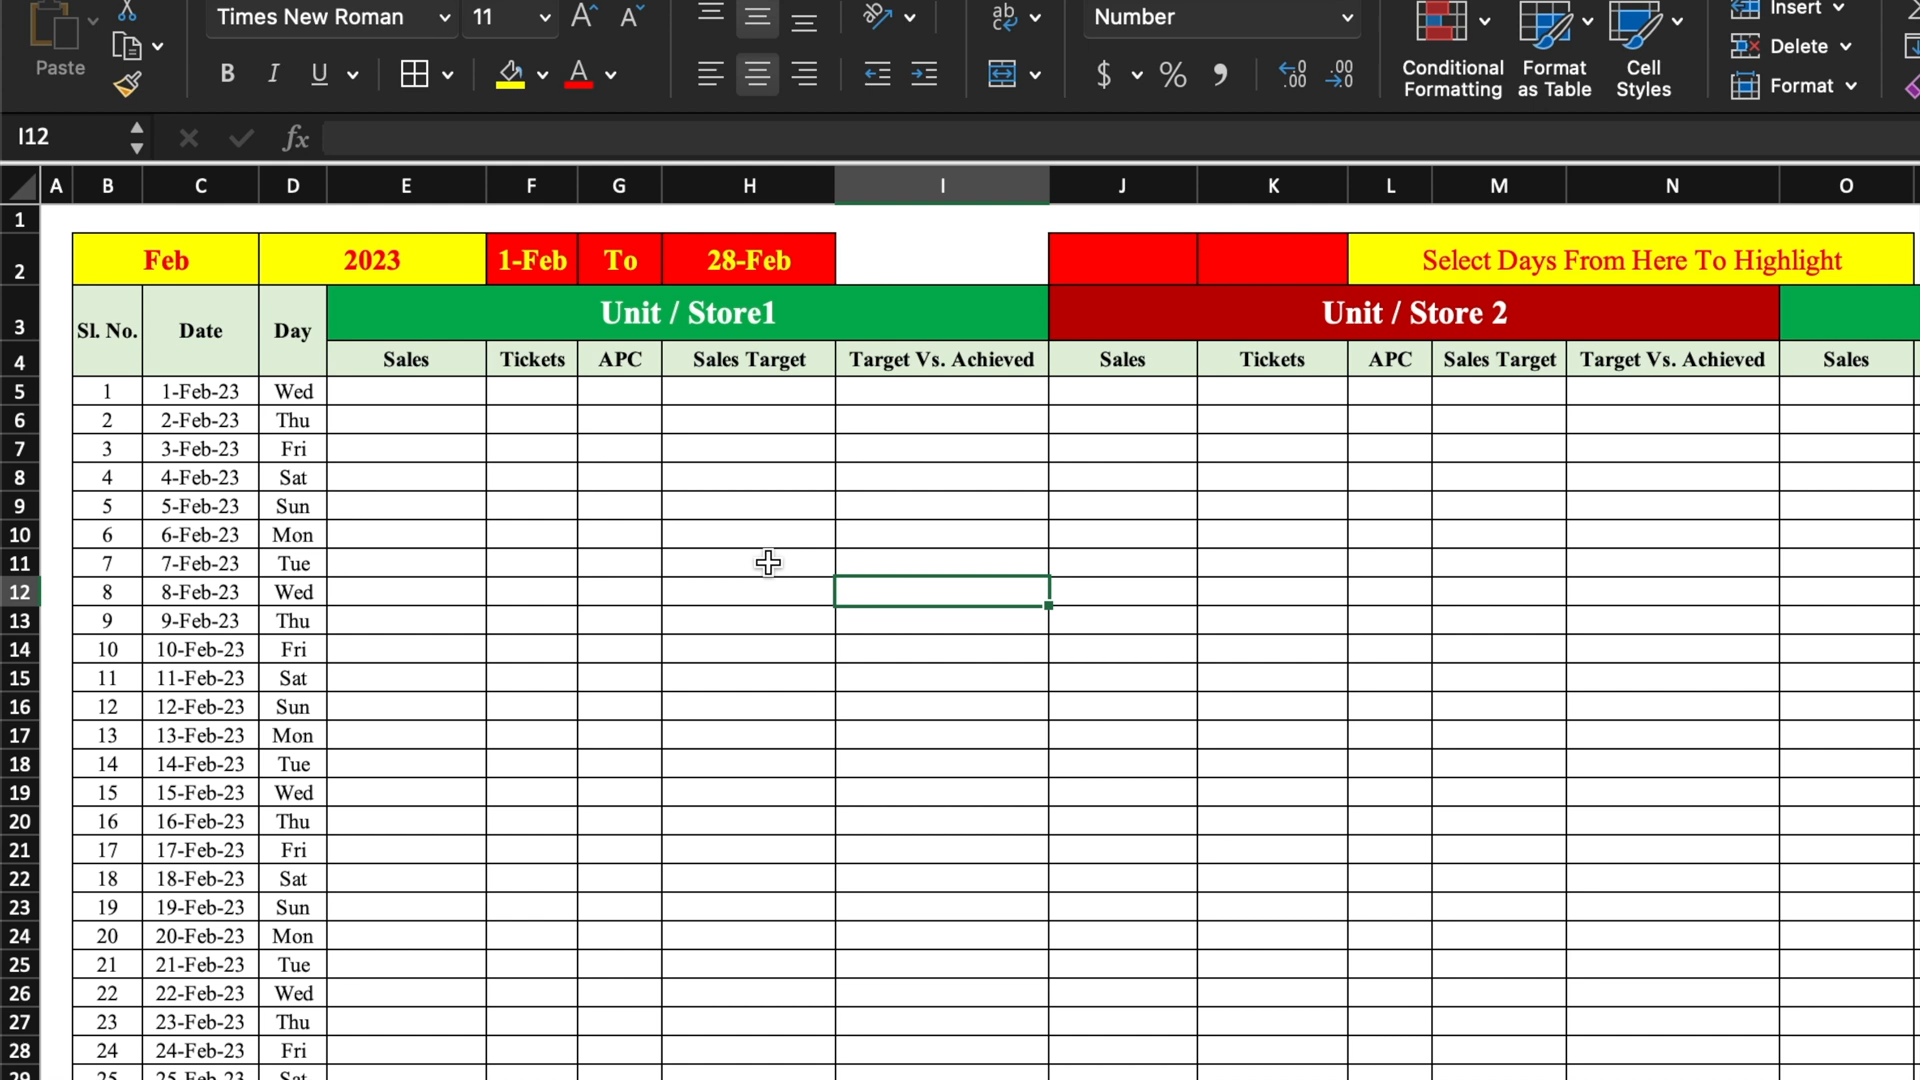 Times New Roman 11 Number Insert
Paste B I U $ % Conditional Formatting Format as Table Cell Styles Delete Format
I12 fx
A B C D E F G H I J K L M N O
1
2 Feb 2023 1-Feb To 28-Feb Select Days From Here To Highlight
3 Sl. No. Date Day Unit / Store1 Unit / Store 2
4 Sales Tickets APC Sales Target Target Vs. Achieved Sales Tickets APC Sales Target Target Vs. Achieved Sales
5 1 1-Feb-23 Wed
6 2 2-Feb-23 Thu
7 3 3-Feb-23 Fri
8 4 4-Feb-23 Sat
9 5 5-Feb-23 Sun
10 6 6-Feb-23 Mon
11 7 7-Feb-23 Tue
12 8 8-Feb-23 Wed
13 9 9-Feb-23 Thu
14 10 10-Feb-23 Fri
15 11 11-Feb-23 Sat
16 12 12-Feb-23 Sun
17 13 13-Feb-23 Mon
18 14 14-Feb-23 Tue
19 15 15-Feb-23 Wed
20 16 16-Feb-23 Thu
21 17 17-Feb-23 Fri
22 18 18-Feb-23 Sat
23 19 19-Feb-23 Sun
24 20 20-Feb-23 Mon
25 21 21-Feb-23 Tue
26 22 22-Feb-23 Wed
27 23 23-Feb-23 Thu
28 24 24-Feb-23 Fri
29 25 25-Feb-23 Sat